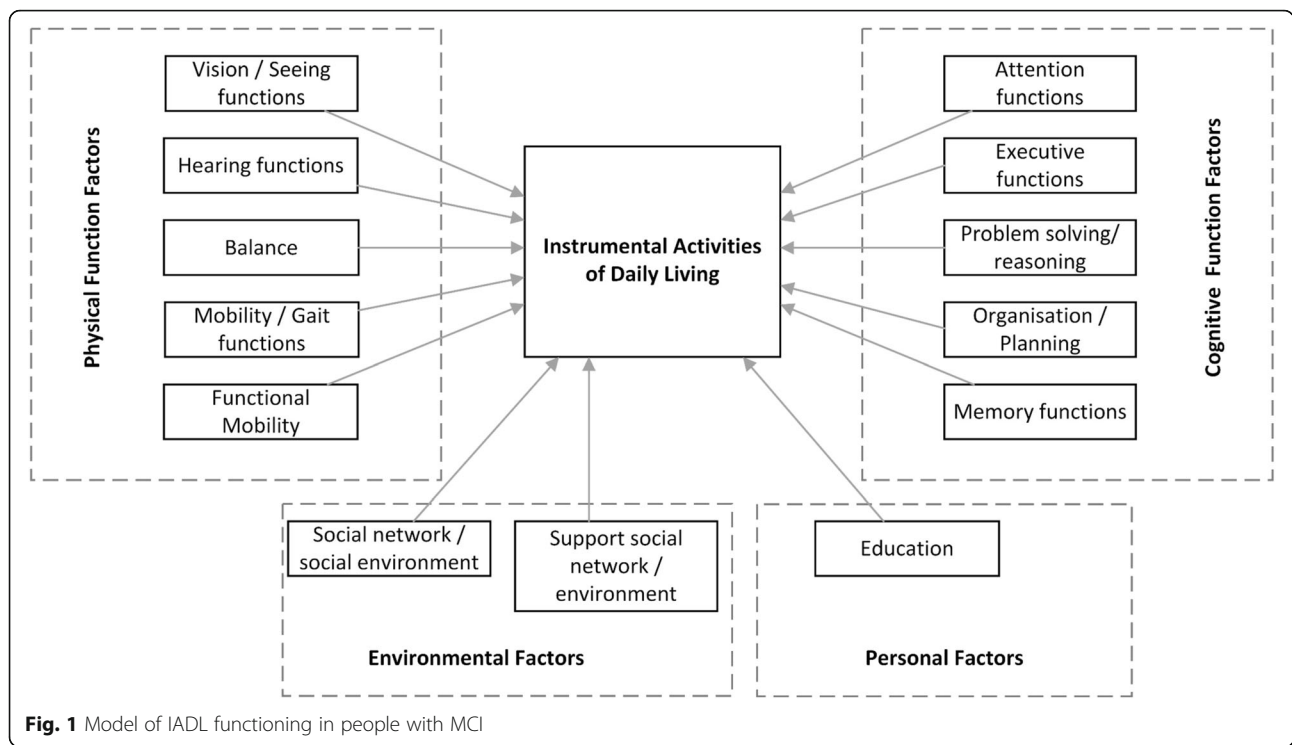 Physical Function Factors
Vision / Seeing
functions
Hearing functions
Balance
Mobility / Gait
functions
Functional
Mobility
Instrumental Activities
of Daily Living
Attention
functions
Executive
functions
Problem solving/
reasoning
Organisation /
Planning
Memory functions
Cognitive Function Factors
Social network /
social environment
Support social
network /
environment
Environmental Factors
Education
Personal Factors
Fig. 1 Model of IADL functioning in people with MCI